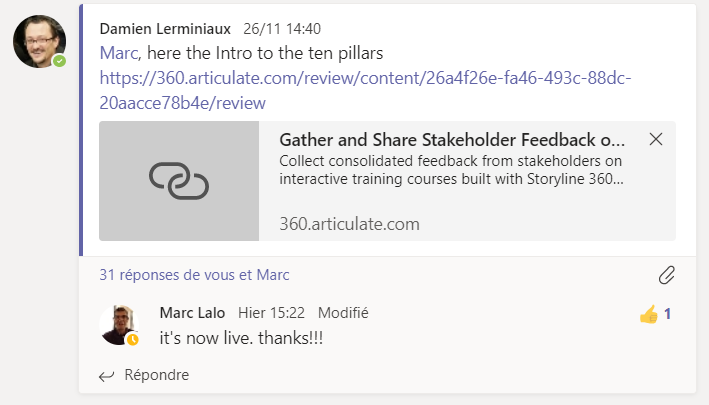 Damien Lerminiaux 26/11 14:40
Marc, here the Intro to the ten pillars
https://360.articulate.com/review/content/26a4f26e-fa46-493c-88dc-
20aacce78b4e/review
Gather and Share Stakeholder Feedback o...
Collect consolidated feedback from stakeholders on
interactive training courses built with Storyline 360...
360.articulate.com
31 réponses de vous et Marc
Marc Lalo Hier 15:22 Modifié 1
it's now live. thanks!!!
Répondre